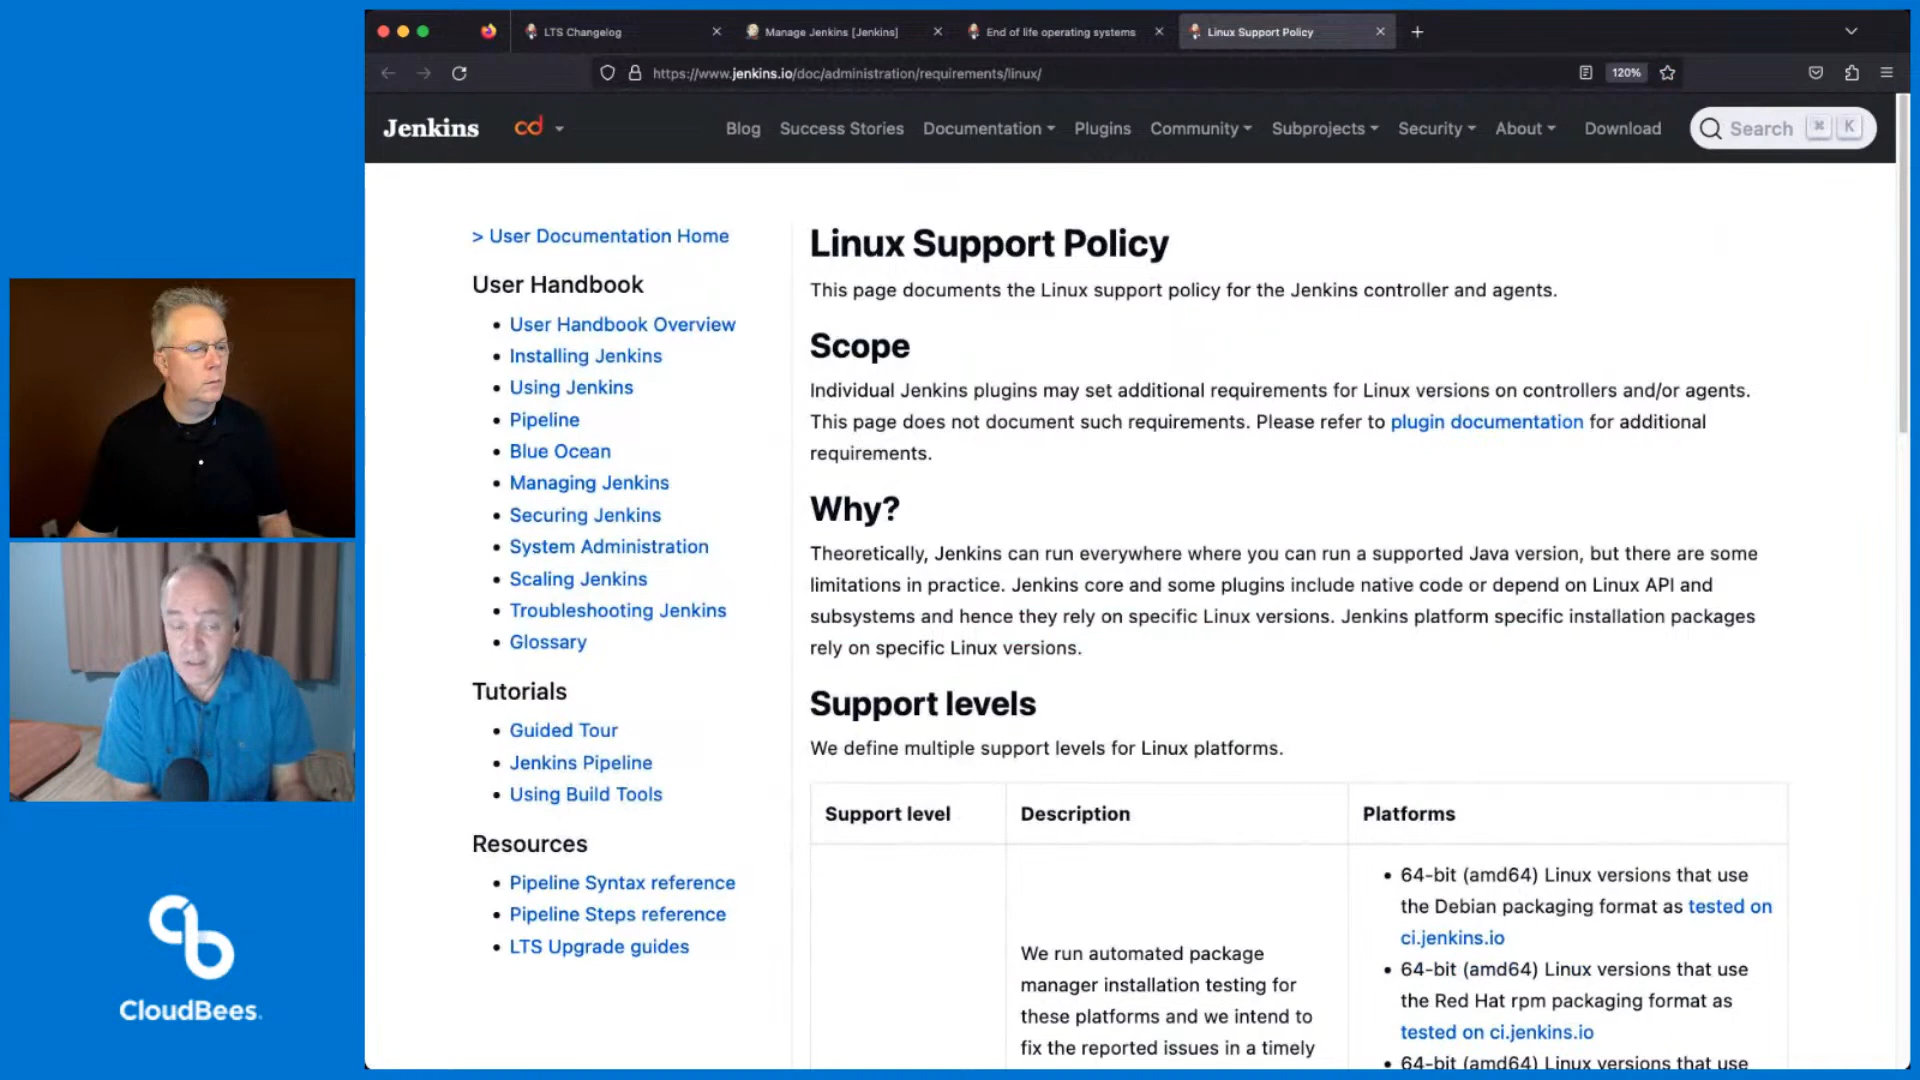 LTS Changelog
Manage Jenkins [Jenkins]
End of life operating systems
Linux Support Policy
https://www.jenkins.io/doc/administration/requirements/linux/
120%
Jenkins
cd
Blog
Success Stories
Documentation
Plugins
Community
Subprojects
Security
About
Download
Search ⌘ K
> User Documentation Home
User Handbook
User Handbook Overview
Installing Jenkins
Using Jenkins
Pipeline
Blue Ocean
Managing Jenkins
Securing Jenkins
System Administration
Scaling Jenkins
Troubleshooting Jenkins
Glossary
Tutorials
Guided Tour
Jenkins Pipeline
Using Build Tools
Resources
Pipeline Syntax reference
Pipeline Steps reference
LTS Upgrade guides
Linux Support Policy
This page documents the Linux support policy for the Jenkins controller and agents.
Scope
Individual Jenkins plugins may set additional requirements for Linux versions on controllers and/or agents.
This page does not document such requirements. Please refer to plugin documentation for additional
requirements.
Why?
Theoretically, Jenkins can run everywhere where you can run a supported Java version, but there are some
limitations in practice. Jenkins core and some plugins include native code or depend on Linux API and
subsystems and hence they rely on specific Linux versions. Jenkins platform specific installation packages
rely on specific Linux versions.
Support levels
We define multiple support levels for Linux platforms.
Support level
Description
Platforms
We run automated package
manager installation testing for
these platforms and we intend to
fix the reported issues in a timely
64-bit (amd64) Linux versions that use
the Debian packaging format as tested on
ci.jenkins.io
64-bit (amd64) Linux versions that use
the Red Hat rpm packaging format as
tested on ci.jenkins.io
64-bit (amd64) Linux versions that use
CloudBees.